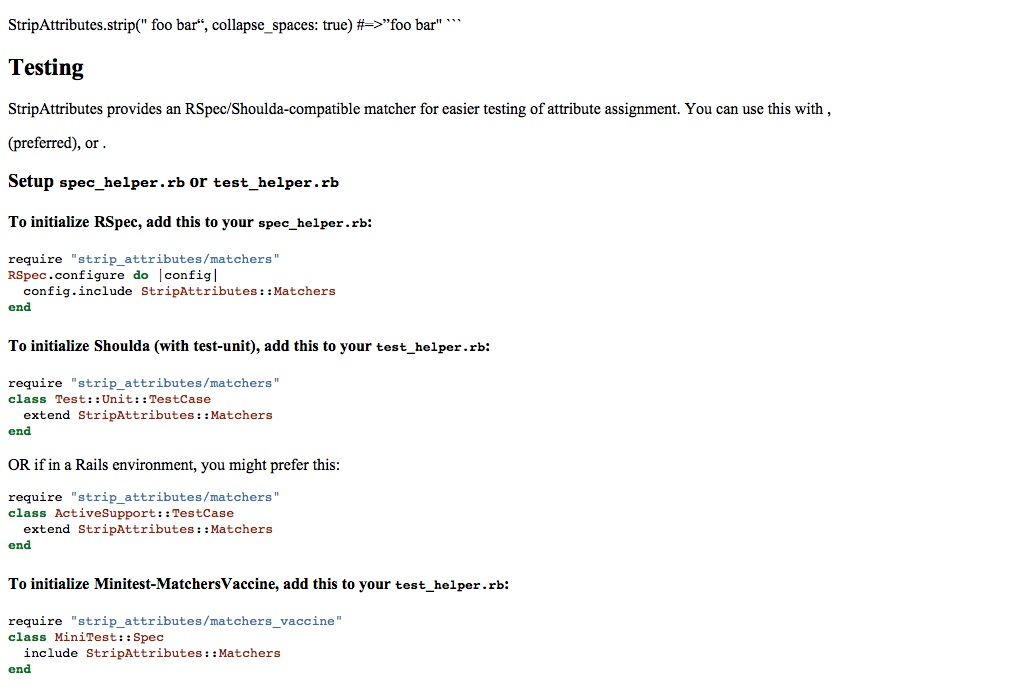 StripAttributes.strip(" foo bar“, collapse_spaces: true) #=>”foo bar" ```
Testing
StripAttributes provides an RSpec/Shoulda-compatible matcher for easier testing of attribute assignment. You can use this with ,
(preferred), or .
Setup spec_helper.rb or test_helper.rb
To initialize RSpec, add this to your spec_helper.rb:
require "strip_attributes/matchers"
RSpec.configure do |config|
  config.include StripAttributes::Matchers
end
To initialize Shoulda (with test-unit), add this to your test_helper.rb:
require "strip_attributes/matchers"
class Test::Unit::TestCase
  extend StripAttributes::Matchers
end
OR if in a Rails environment, you might prefer this:
require "strip_attributes/matchers"
class ActiveSupport::TestCase
  extend StripAttributes::Matchers
end
To initialize Minitest-MatchersVaccine, add this to your test_helper.rb:
require "strip_attributes/matchers_vaccine"
class MiniTest::Spec
  include StripAttributes::Matchers
end